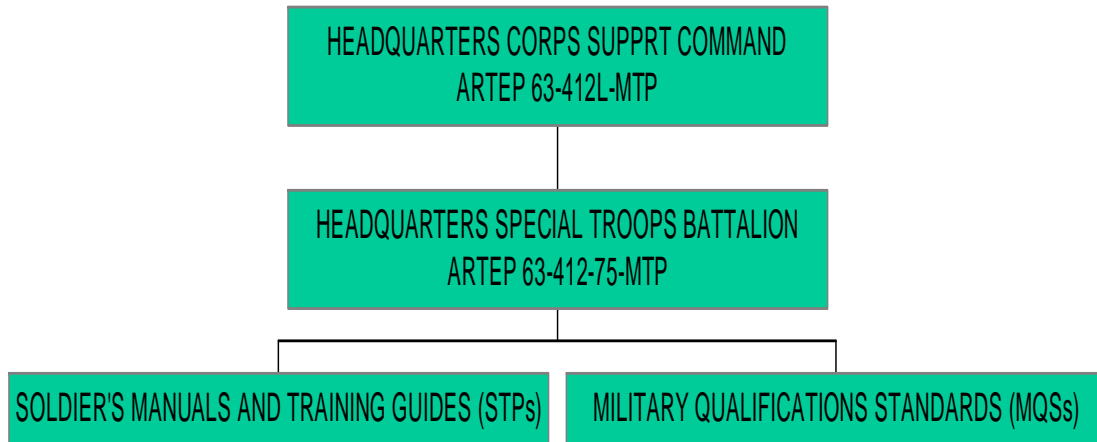 HEADQUARTERS CORPS SUPPRT COMMAND
ARTEP 63-412L-MTP
HEADQUARTERS SPECIAL TROOPS BATTALION
ARTEP 63-412-75-MTP
SOLDIER'S MANUALS AND TRAINING GUIDES (STPs)
MILITARY QUALIFICATIONS STANDARDS (MQSs)